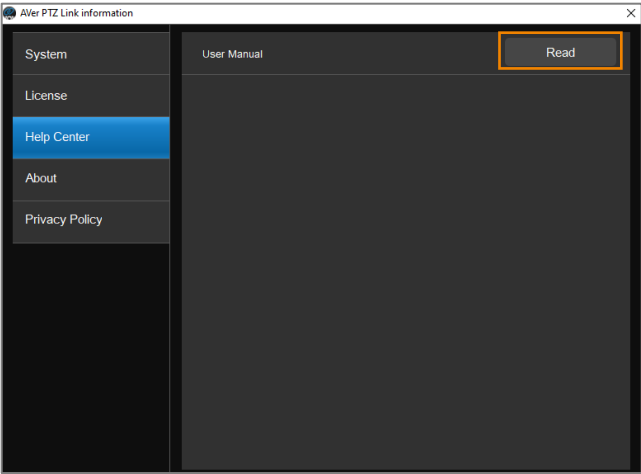 AVer PTZ Link information
System
License
Help Center
About
Privacy Policy
User Manual
Read